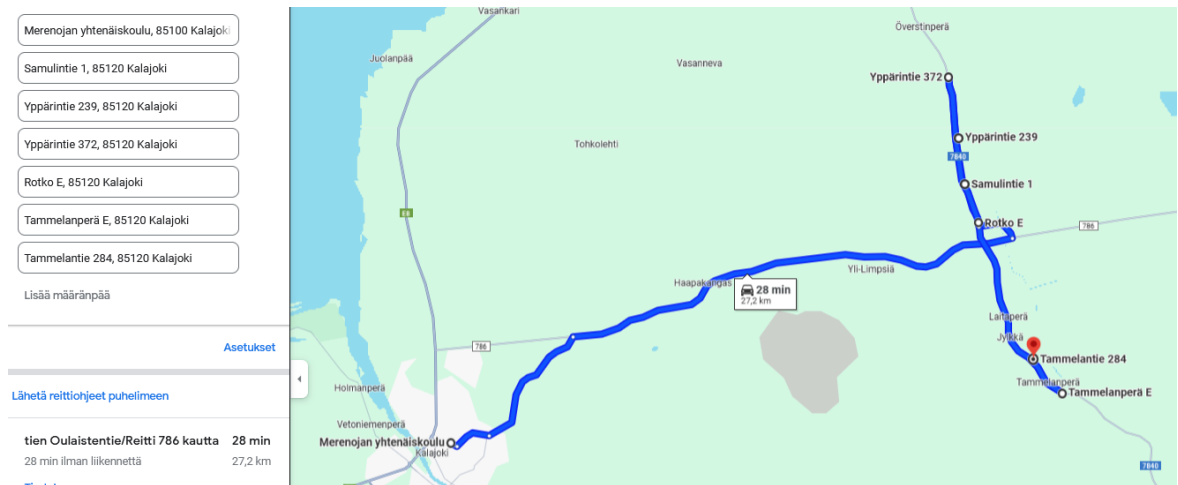 Merenojan yhtenäiskoulu, 85100 Kalajoki
Samulintie 1, 85120 Kalajoki
Yppärintie 239, 85120 Kalajoki
Yppärintie 372, 85120 Kalajoki
Rotko E, 85120 Kalajoki
Tammelanperä E, 85120 Kalajoki
Tammelantie 284, 85120 Kalajoki
Lisää määränpää
Asetukset
Lähetä reittiohjeet puhelimeen
tien Oulaistentie/Reitti 786 kautta 28 min
28 min ilman liikennettä 27,2 km
Vasankari
Överstinperä
Juolanpää
Vasanneva
Yppärintie 372
Tohkolehti
Yppärintie 239
7840
Samulintie 1
E8
Rotko E
786
Yli-Limpsiä
Haapakangas
28 min
27,2 km
Laitaperä
Jylkkä
786
Tammelantie 284
Holmanperä
Tammelanperä
Tammelanperä E
Vetoniemenperä
Merenojan yhtenäiskoulu
Kalajoki
7840